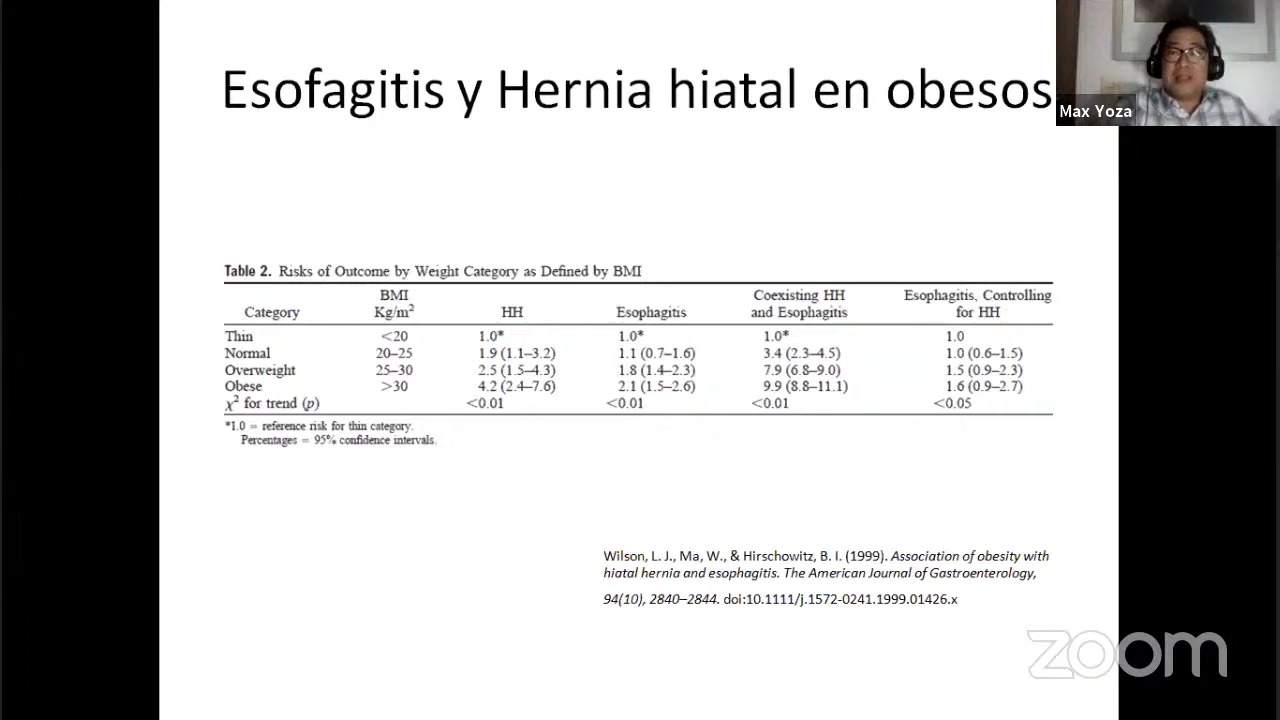 Esofagitis y Hernia hiatal en obesos
Max Yoza
Table 2. Risks of Outcome by Weight Category as Defined by BMI
Category BMI Kg/m² HH Esophagitis Coexisting HH and Esophagitis Esophagitis, Controlling for HH
Thin <20 1.0* 1.0* 1.0* 1.0
Normal 20–25 1.9 (1.1–3.2) 1.1 (0.7–1.6) 3.4 (2.3–4.5) 1.0 (0.6–1.5)
Overweight 25–30 2.5 (1.5–4.3) 1.8 (1.4–2.3) 7.9 (6.8–9.0) 1.5 (0.9–2.3)
Obese >30 4.2 (2.4–7.6) 2.1 (1.5–2.6) 9.9 (8.8–11.1) 1.6 (0.9–2.7)
χ² for trend (p) <0.01 <0.01 <0.01 <0.05
*1.0 = reference risk for thin category.
Percentages = 95% confidence intervals.
Wilson, L. J., Ma, W., & Hirschowitz, B. I. (1999). Association of obesity with
hiatal hernia and esophagitis. The American Journal of Gastroenterology,
94(10), 2840–2844. doi:10.1111/j.1572-0241.1999.01426.x
zoom